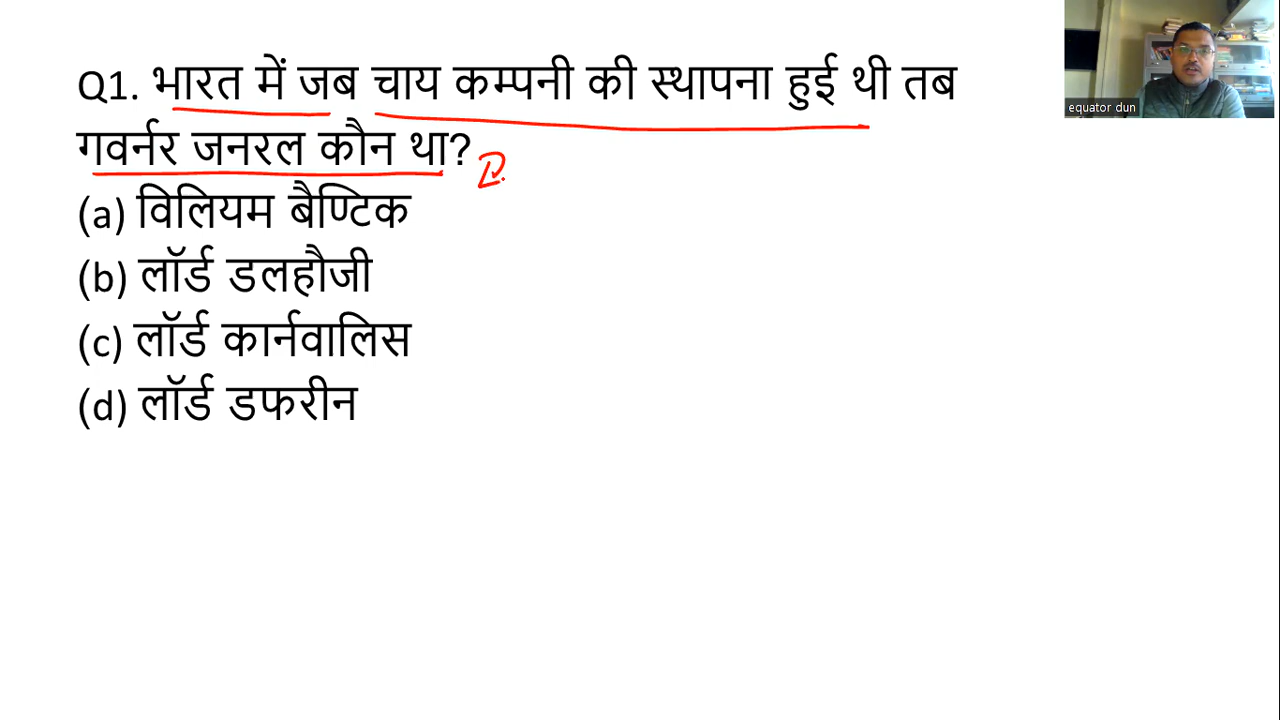 Q1. भारत में जब चाय कम्पनी की स्थापना हुई थी तब
गवर्नर जनरल कौन था?
(a) विलियम बैण्टिक
(b) लॉर्ड डलहौजी
(c) लॉर्ड कार्नवालिस
(d) लॉर्ड डफरीन
equator dun